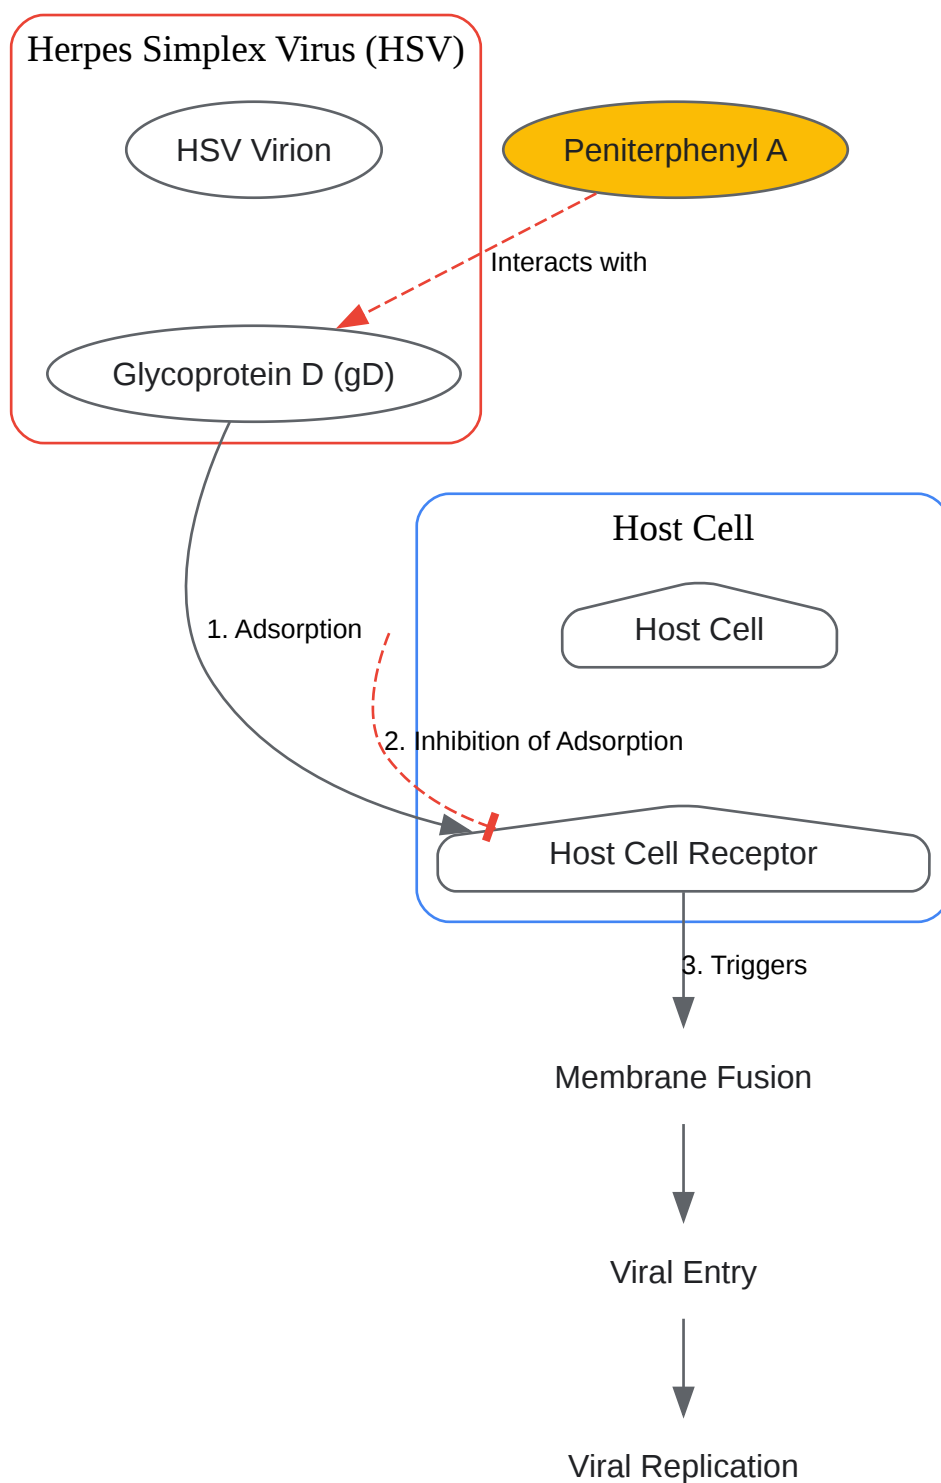 Herpes Simplex Virus (HSV)
HSV Virion
Peniterphenyl A
Interacts with
Glycoprotein D (gD)
Host Cell
Host Cell
1. Adsorption
2. Inhibition of Adsorption
Host Cell Receptor
3. Triggers
Membrane Fusion
Viral Entry
Viral Replication